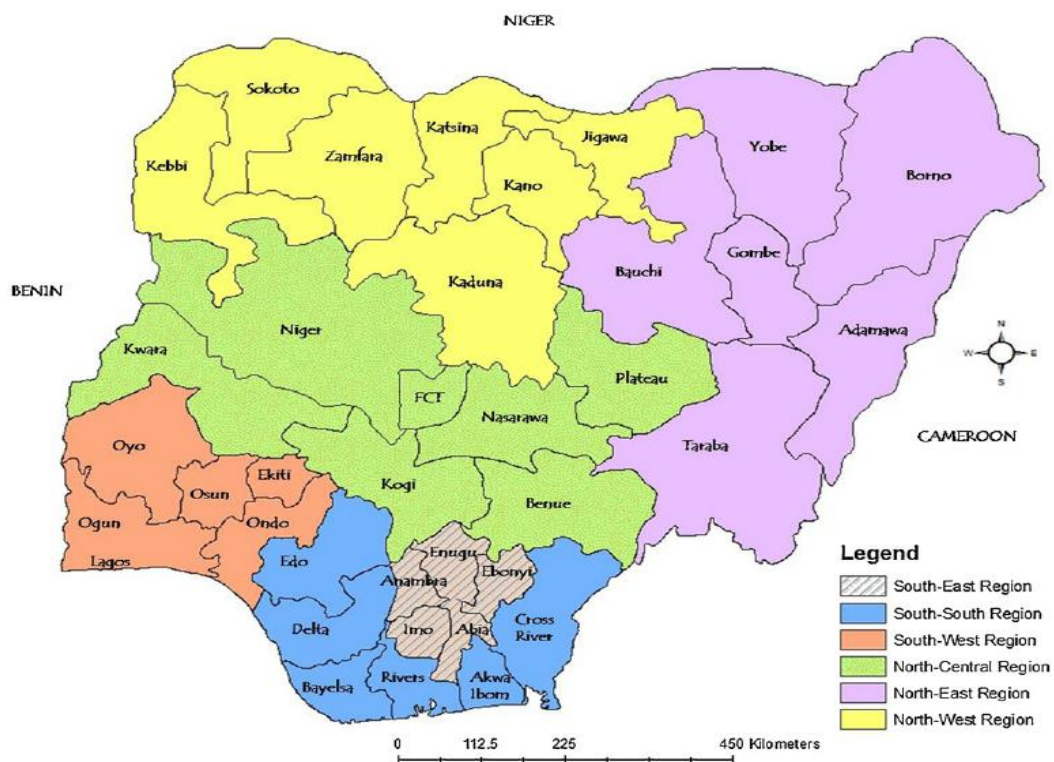 NIGER
Sokoto
Katsina
Jigawa
Yobe
Kebbi
Zamfara
Kano
Borno
Gombe
Bauchi
Kaduna
BENIN
Niger
Adamawa
N
W E
S
Kwara
Plateau
FCT
Nasarawa
CAMEROON
Oyo
Taraba
Ekiti
Osun
Kogi
Benue
Ogun
Ondo
Lagos
Edo
Enugu
Anambra
Ebonyi
Delta
Imo
Abia
Cross
River
Bayelsa
Rivers
Akwa
Ibom
Legend
South-East Region
South-South Region
South-West Region
North-Central Region
North-East Region
North-West Region
0 112.5 225 450 Kilometers